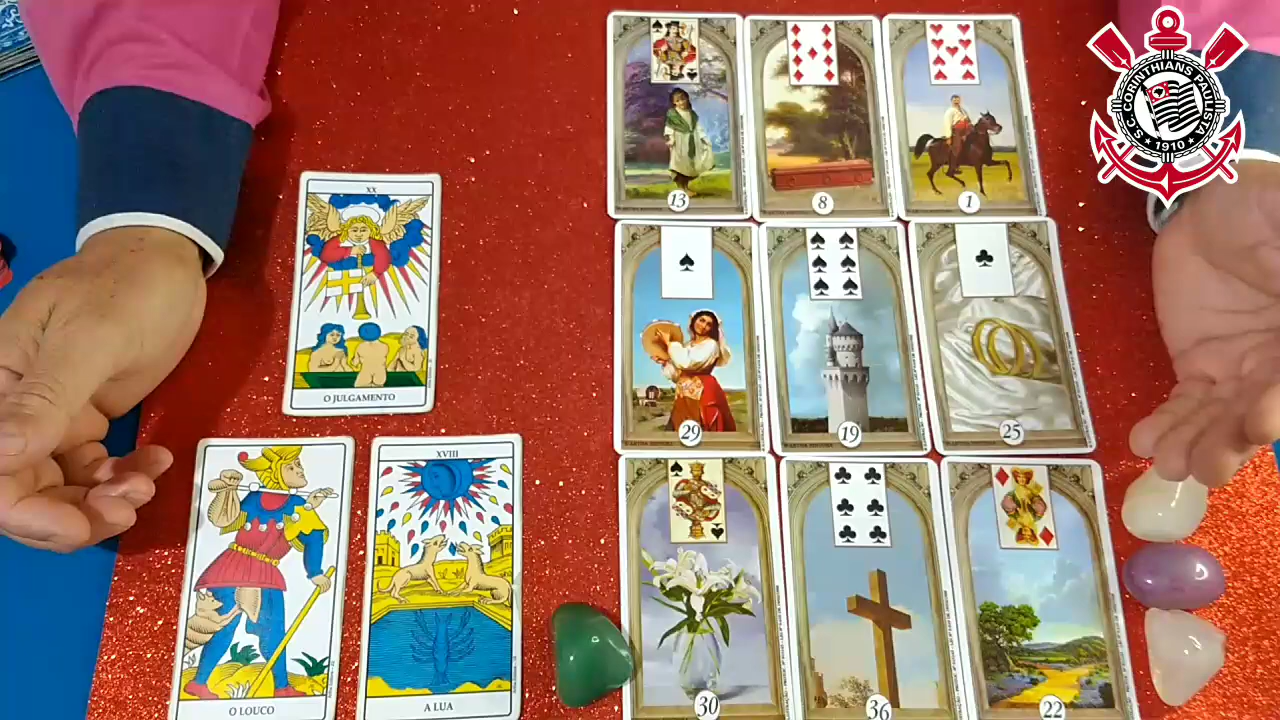 XX
O JULGAMENTO
O LOUCO
XVIII
A LUA
13
8
1
29
19
25
30
36
22
S.C. CORINTHIANS PAULISTA
1910